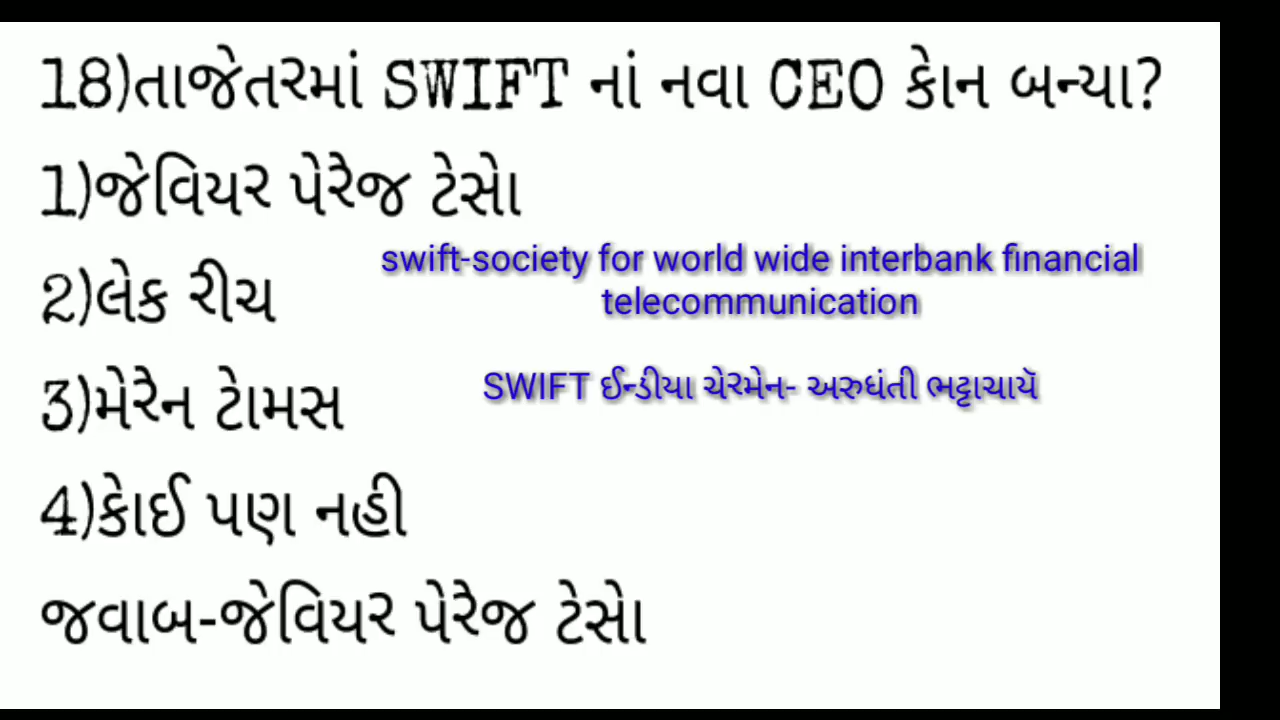 18)તાજેતરમાં SWIFT નાં નવા CEO કોન બન્યા?
1)જેવિયર પેરેજ ટેસો
2)લેક રીચ
swift-society for world wide interbank financial
telecommunication
3)મેરેન ટોમસ
SWIFT ઈન્ડીયા ચેરમેન- અરુધંતી ભટ્ટાચાયૅ
4)કોઈ પણ નહી
જવાબ-જેવિયર પેરેજ ટેસો